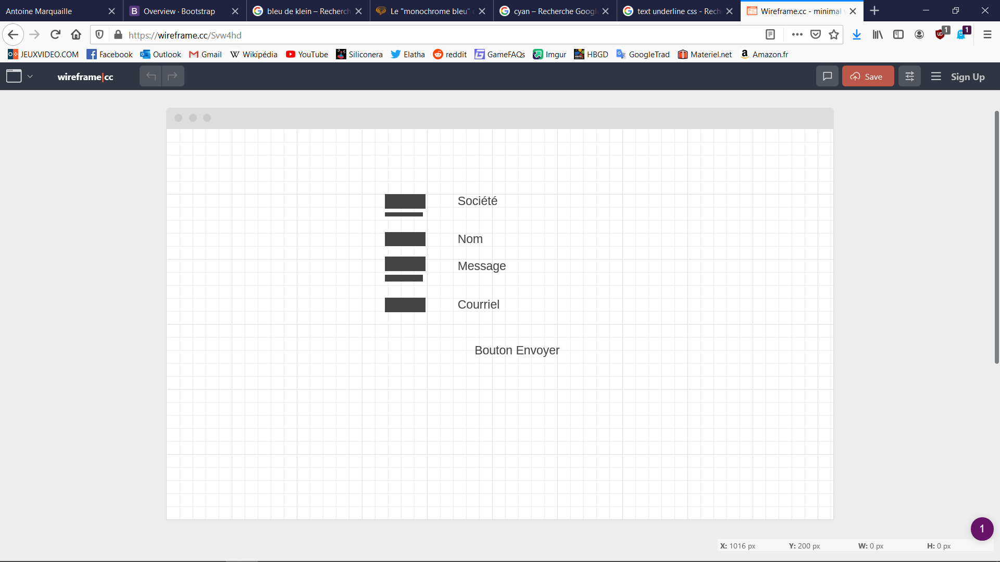 Antoine Marquaille
Overview · Bootstrap
bleu de klein – Recherch
Le "monochrome bleu"
cyan – Recherche Googl
text underline css - Rech
Wireframe.cc - minimal
https://wireframe.cc/Svw4hd
1
1
JEUXVIDEO.COM
Facebook
Outlook
Gmail
Wikipédia
YouTube
Siliconera
Elatha
reddit
GameFAQs
Imgur
HBGD
GoogleTrad
Materiel.net
Amazon.fr
wireframe|cc
Save
Sign Up
Société
Nom
Message
Courriel
Bouton Envoyer
1
X: 1016 px
Y: 200 px
W: 0 px
H: 0 px